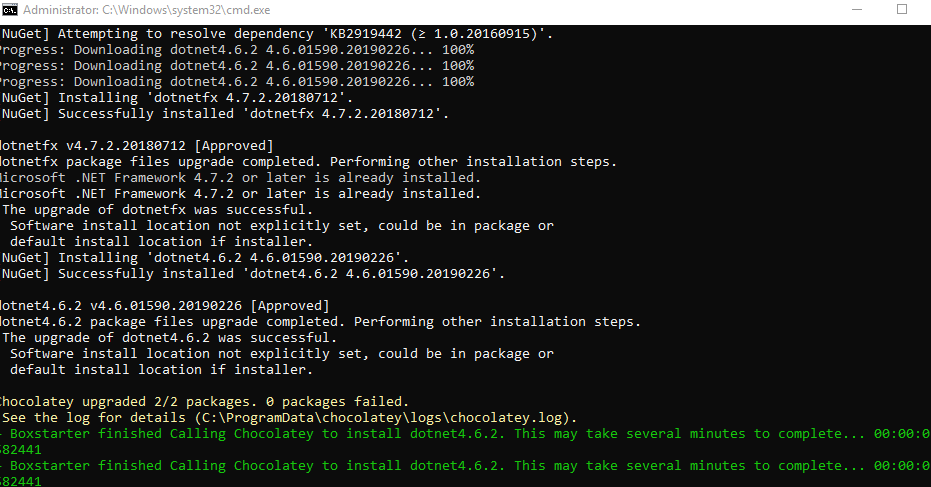 Administrator: C:\Windows\system32\cmd.exe
NuGet] Attempting to resolve dependency 'KB2919442 (≥ 1.0.20160915)'.
Progress: Downloading dotnet4.6.2 4.6.01590.20190226... 100%
Progress: Downloading dotnet4.6.2 4.6.01590.20190226... 100%
Progress: Downloading dotnet4.6.2 4.6.01590.20190226... 100%
NuGet] Installing 'dotnetfx 4.7.2.20180712'.
NuGet] Successfully installed 'dotnetfx 4.7.2.20180712'.
dotnetfx v4.7.2.20180712 [Approved]
dotnetfx package files upgrade completed. Performing other installation steps.
Microsoft .NET Framework 4.7.2 or later is already installed.
Microsoft .NET Framework 4.7.2 or later is already installed.
The upgrade of dotnetfx was successful.
Software install location not explicitly set, could be in package or
default install location if installer.
NuGet] Installing 'dotnet4.6.2 4.6.01590.20190226'.
NuGet] Successfully installed 'dotnet4.6.2 4.6.01590.20190226'.
dotnet4.6.2 v4.6.01590.20190226 [Approved]
dotnet4.6.2 package files upgrade completed. Performing other installation steps.
The upgrade of dotnet4.6.2 was successful.
Software install location not explicitly set, could be in package or
default install location if installer.
Chocolatey upgraded 2/2 packages. 0 packages failed.
See the log for details (C:\ProgramData\chocolatey\logs\chocolatey.log).
- Boxstarter finished Calling Chocolatey to install dotnet4.6.2. This may take several minutes to complete... 00:00:0
582441
- Boxstarter finished Calling Chocolatey to install dotnet4.6.2. This may take several minutes to complete... 00:00:0
582441